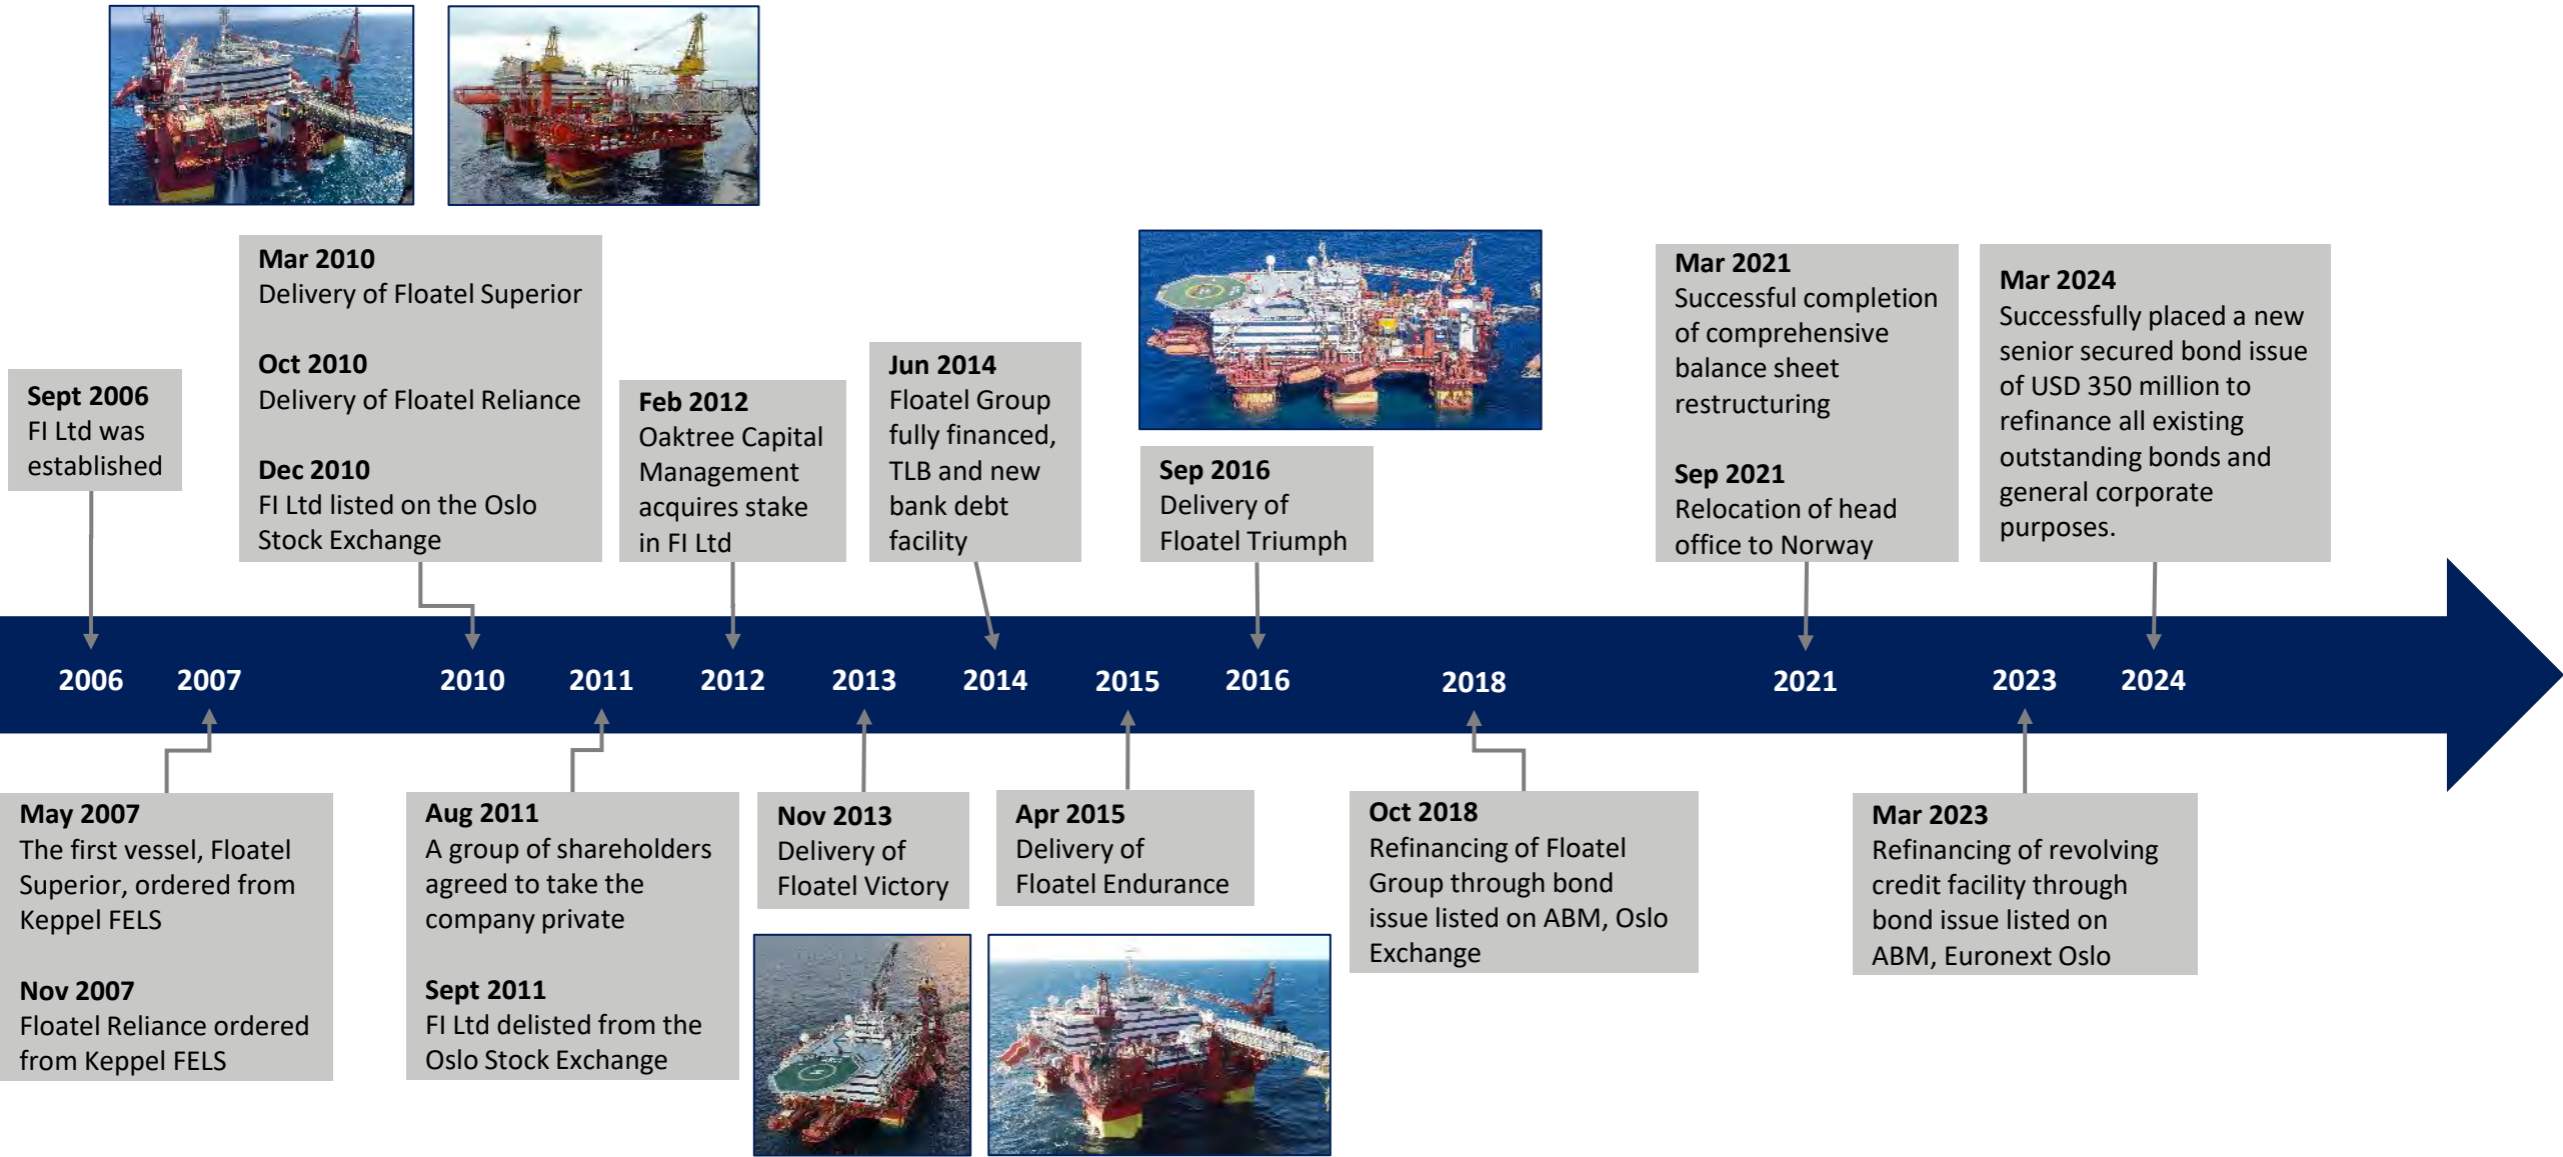 Mar 2010
Delivery of Floatel Superior
Oct 2010
Delivery of Floatel Reliance
Dec 2010
FI Ltd listed on the Oslo
Stock Exchange
Mar 2021
Successful completion
of comprehensive
balance sheet
restructuring
Sep 2021
Relocation of head
office to Norway
Mar 2024
Successfully placed a new
senior secured bond issue
of USD 350 million to
refinance all existing
outstanding bonds and
general corporate
purposes.
Sept 2006
FI Ltd was
established
Feb 2012
Oaktree Capital
Management
acquires stake
in FI Ltd
Jun 2014
Floatel Group
fully financed,
TLB and new
bank debt
facility
Sep 2016
Delivery of
Floatel Triumph
2006 2007 2010 2011 2012 2013 2014 2015 2016 2018 2021 2023 2024
May 2007
The first vessel, Floatel
Superior, ordered from
Keppel FELS
Nov 2007
Floatel Reliance ordered
from Keppel FELS
Aug 2011
A group of shareholders
agreed to take the
company private
Sept 2011
FI Ltd delisted from the
Oslo Stock Exchange
Nov 2013
Delivery of
Floatel Victory
Apr 2015
Delivery of
Floatel Endurance
Oct 2018
Refinancing of Floatel
Group through bond
issue listed on ABM, Oslo
Exchange
Mar 2023
Refinancing of revolving
credit facility through
bond issue listed on
ABM, Euronext Oslo